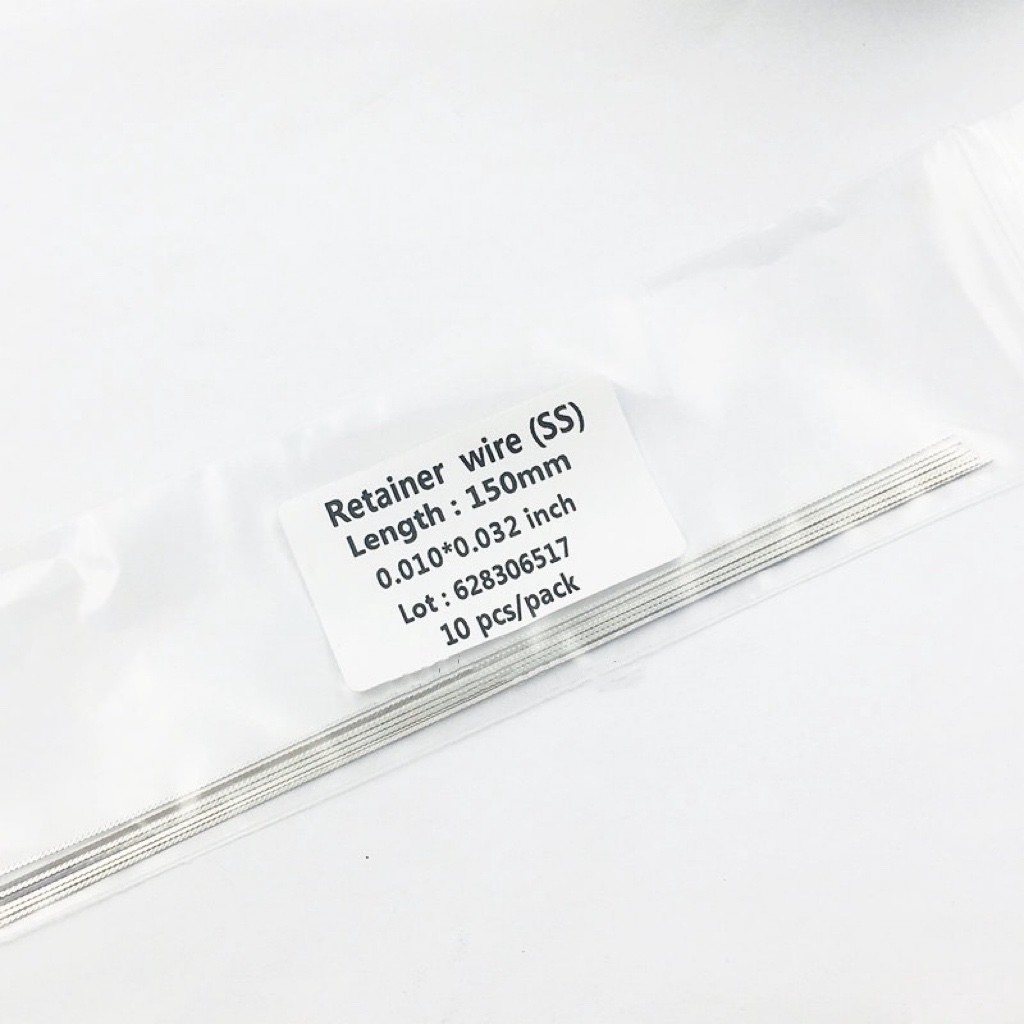 Retainer wire (SS)
Length : 150mm
0.010*0.032 inch
Lot : 628306517
10 pcs/pack